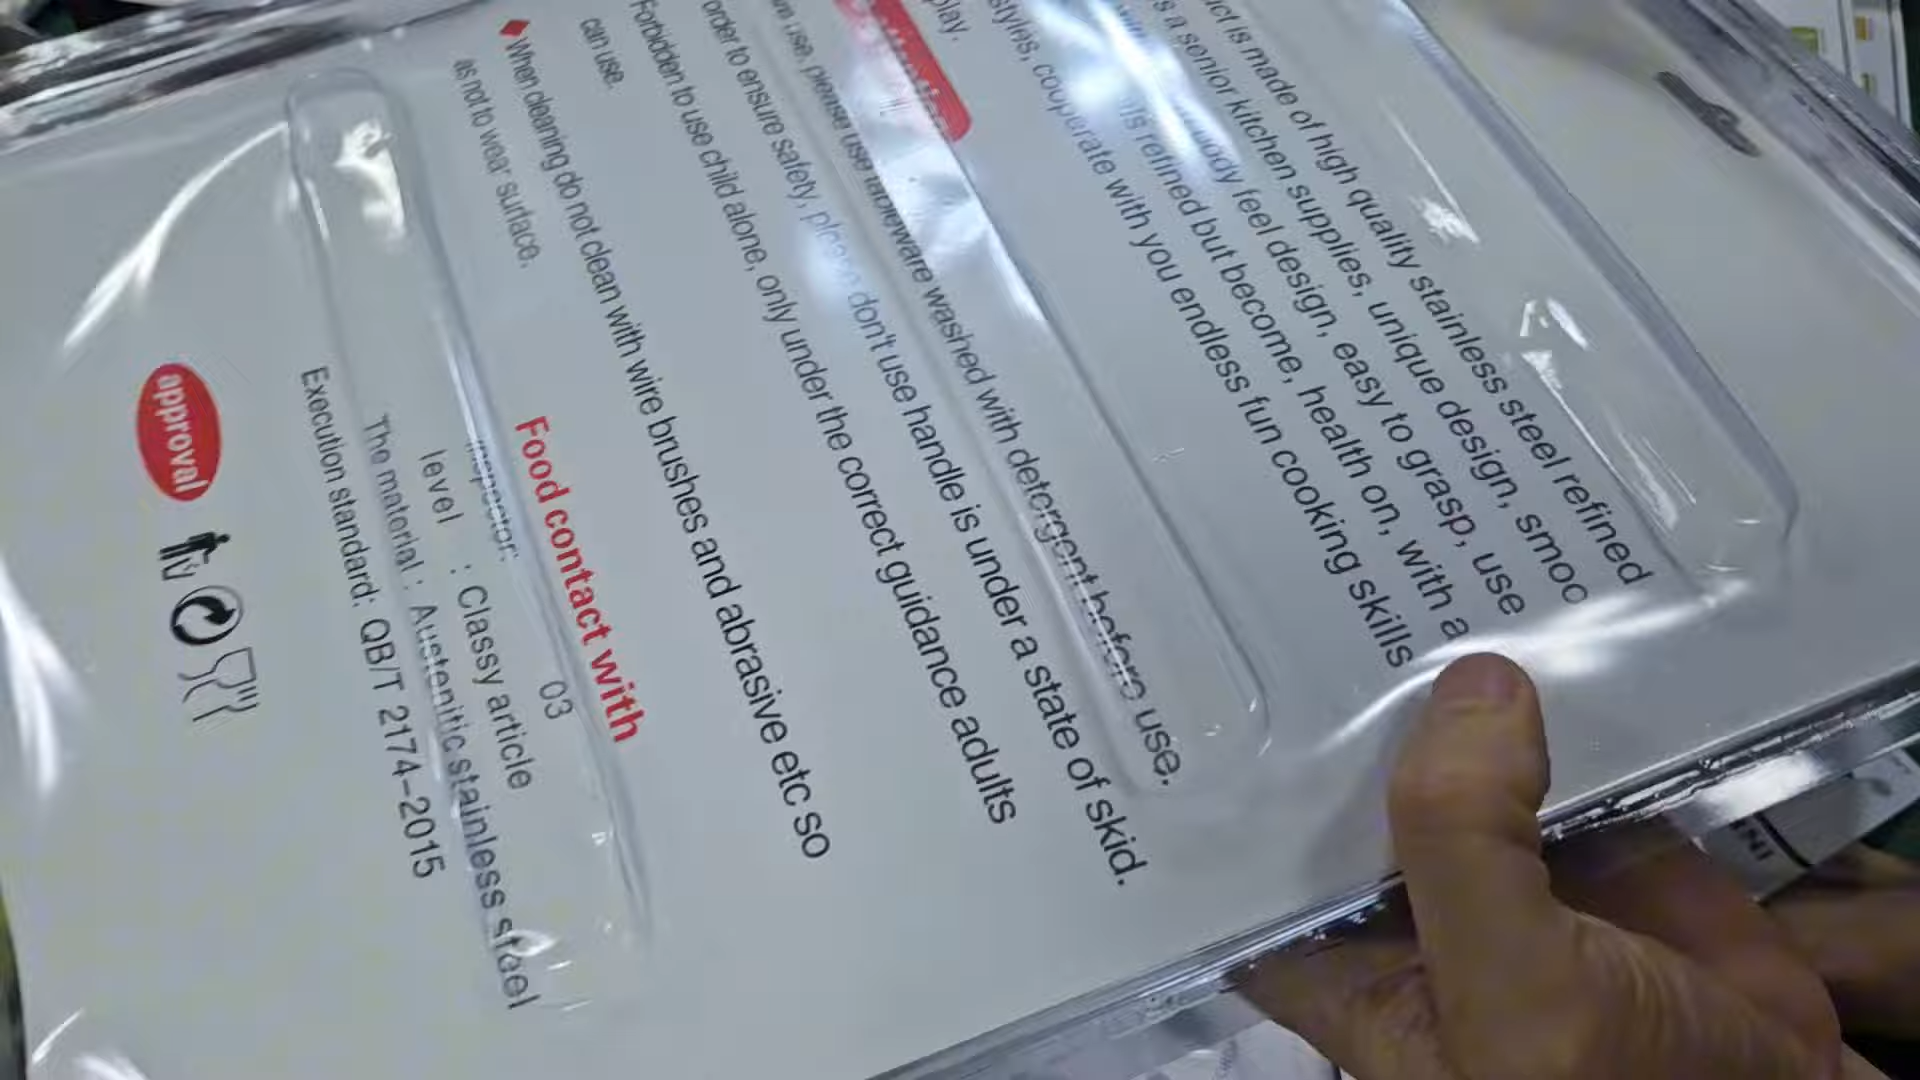 ct is made of high quality stainless steel refined
s a senior kitchen supplies, unique design, smoo
body feel design, easy to grasp, use
its refined but become, health on, with a
styles, cooperate with you endless fun cooking skills
play.
use, please use tableware washed with detergent before use.
order to ensure safety, please don't use handle is under a state of skid.
Forbidden to use child alone, only under the correct guidance adults
can use.
When cleaning do not clean with wire brushes and abrasive etc so
as not to wear surface.
Food contact with
Inspector: 03
level : Classy article
The material : Austenitic stainless steel
Execution standard: QB/T 2174-2015
approval